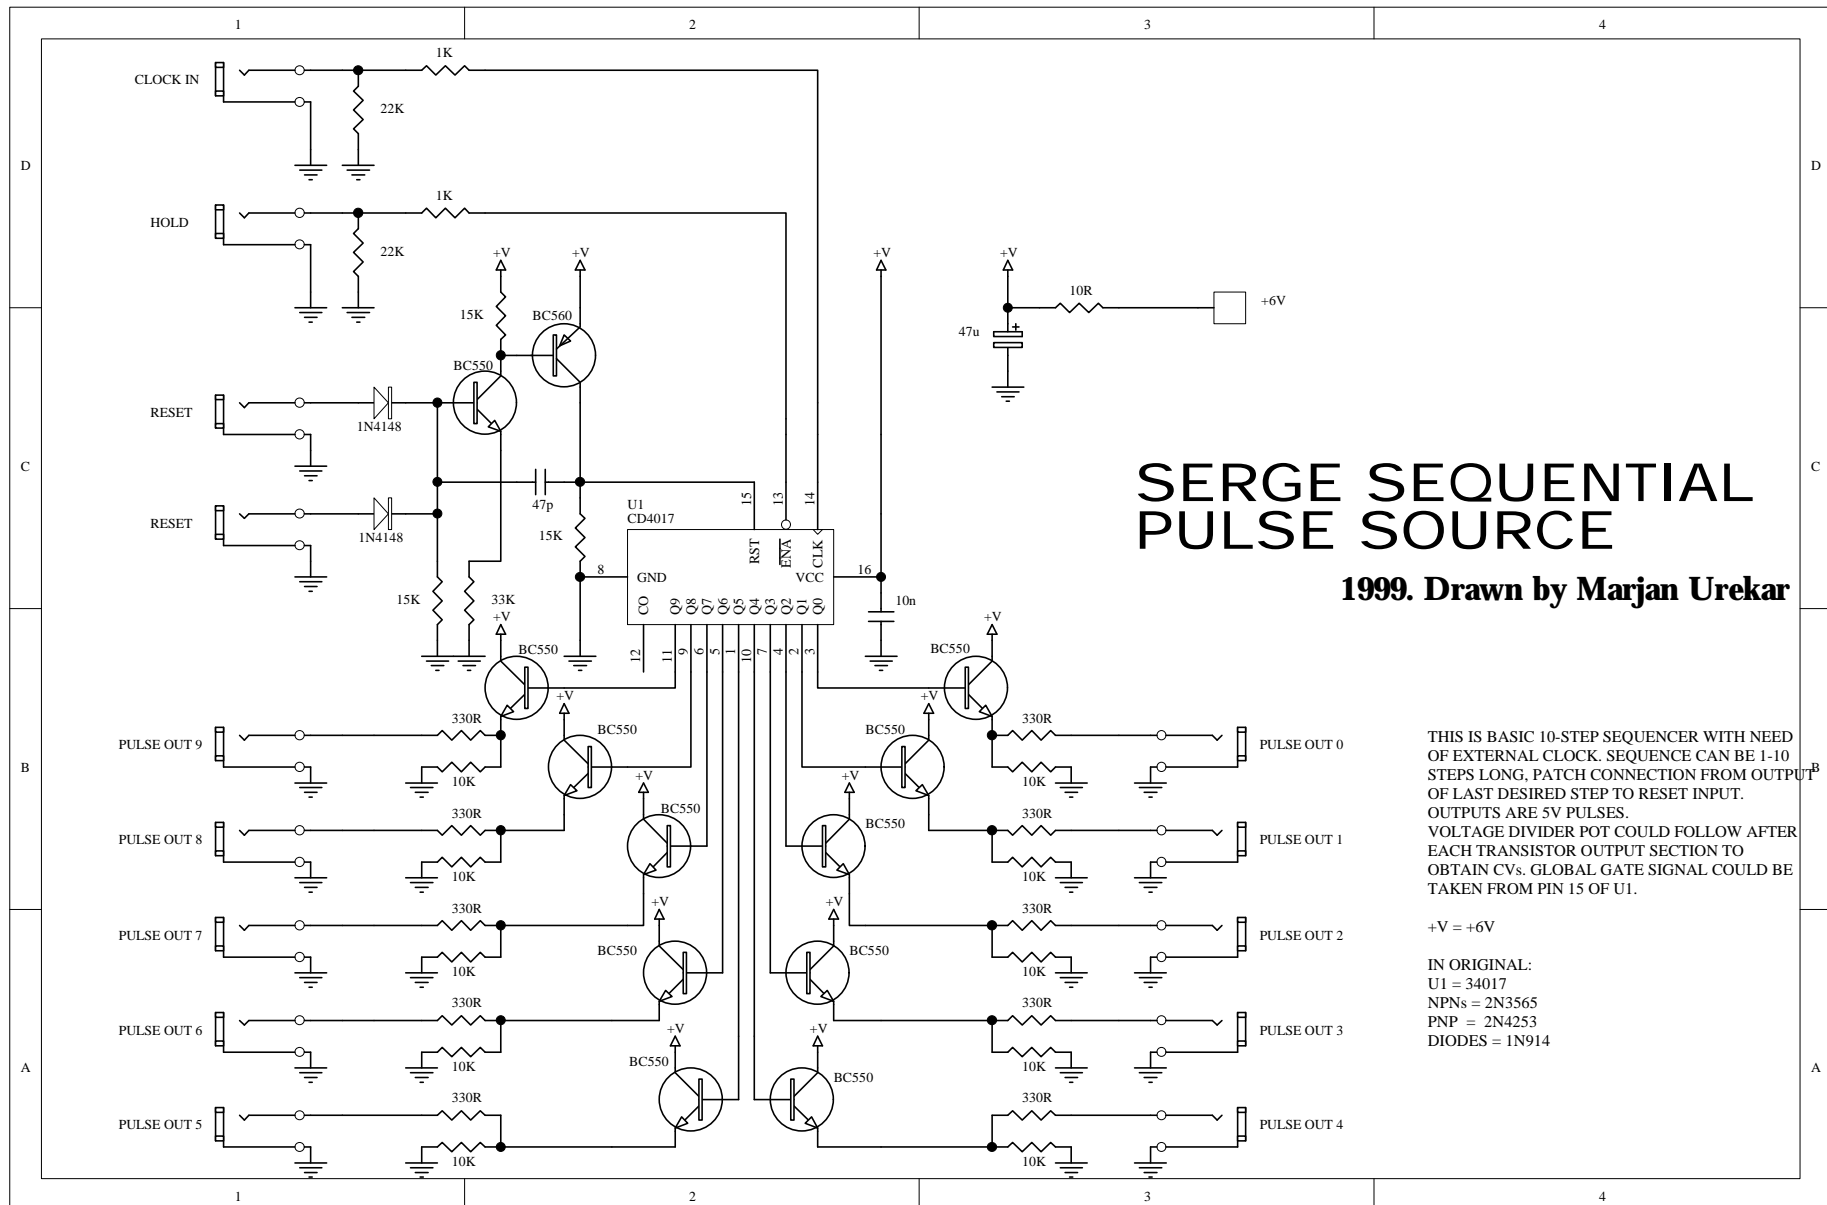 1
2
3
4
D
D
C
C
B
B
A
A
CLOCK IN
1K
22K
HOLD
1K
22K
+V
+V
+V
+V
15K
BC560
BC550
10R
+6V
47u
+
RESET
1N4148
RESET
1N4148
47p
15K
15K
33K
U1
CD4017
15
13
14
RST
ENA
CLK
8
GND
VCC
16
10n
CO
Q9
Q8
Q7
Q6
Q5
Q4
Q3
Q2
Q1
Q0
12
11
9
6
5
1
10
7
4
2
3
SERGE SEQUENTIAL
PULSE SOURCE
1999. Drawn by Marjan Urekar
+V
BC550
PULSE OUT 9
330R
10K
+V
BC550
PULSE OUT 8
330R
10K
+V
BC550
PULSE OUT 7
330R
10K
+V
BC550
PULSE OUT 6
330R
10K
+V
BC550
PULSE OUT 5
330R
10K
+V
BC550
330R
10K
PULSE OUT 0
+V
BC550
330R
10K
PULSE OUT 1
+V
BC550
330R
10K
PULSE OUT 2
+V
BC550
330R
10K
PULSE OUT 3
+V
BC550
330R
10K
PULSE OUT 4
THIS IS BASIC 10-STEP SEQUENCER WITH NEED
OF EXTERNAL CLOCK. SEQUENCE CAN BE 1-10
STEPS LONG, PATCH CONNECTION FROM OUTPUT
OF LAST DESIRED STEP TO RESET INPUT.
OUTPUTS ARE 5V PULSES.
VOLTAGE DIVIDER POT COULD FOLLOW AFTER
EACH TRANSISTOR OUTPUT SECTION TO
OBTAIN CVs. GLOBAL GATE SIGNAL COULD BE
TAKEN FROM PIN 15 OF U1.
+V = +6V
IN ORIGINAL:
U1 = 34017
NPNs = 2N3565
PNP = 2N4253
DIODES = 1N914
1
2
3
4